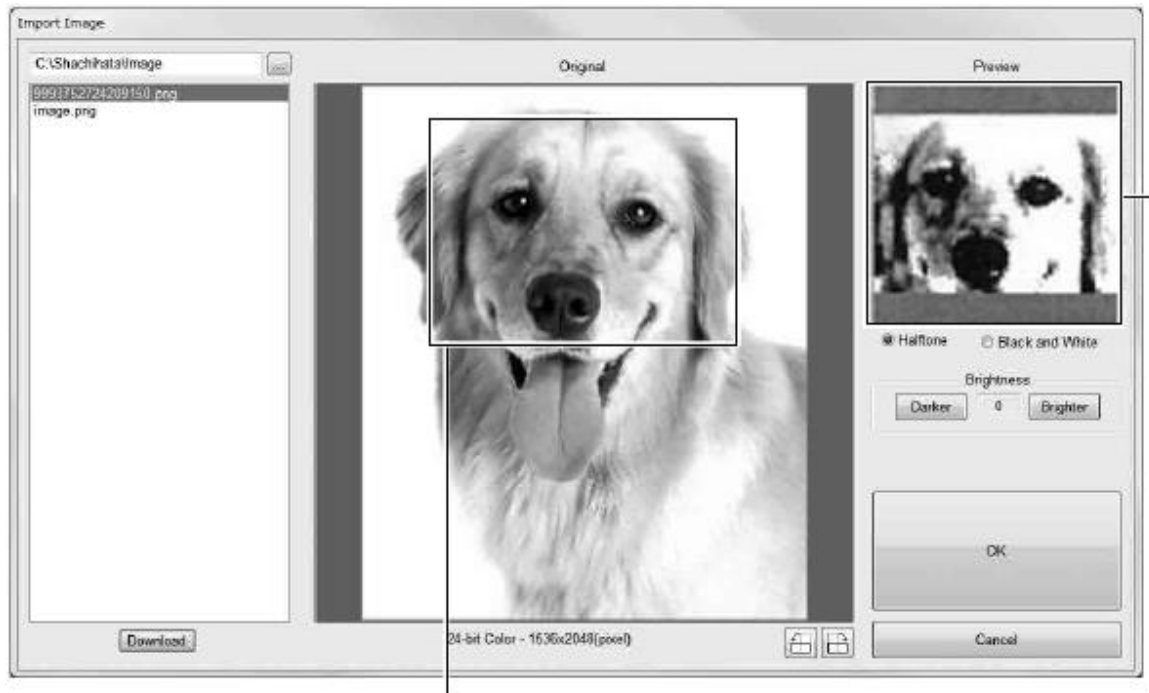 Import Image
C:\Shachihata\Image
...
9993752724209150.png
image.png
Download
Original
24-bit Color - 1636x2048(pixel)
Preview
Halftone
Black and White
Brightness
Darker
0
Brighter
OK
Cancel